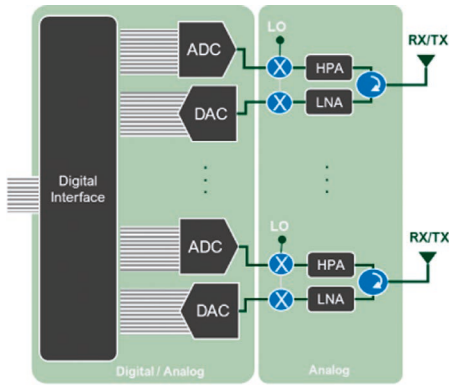 LO
RX/TX
ADC
HPA
LNA
DAC
Digital
Interface
LO
RX/TX
ADC
HPA
LNA
DAC
Digital / Analog
Analog